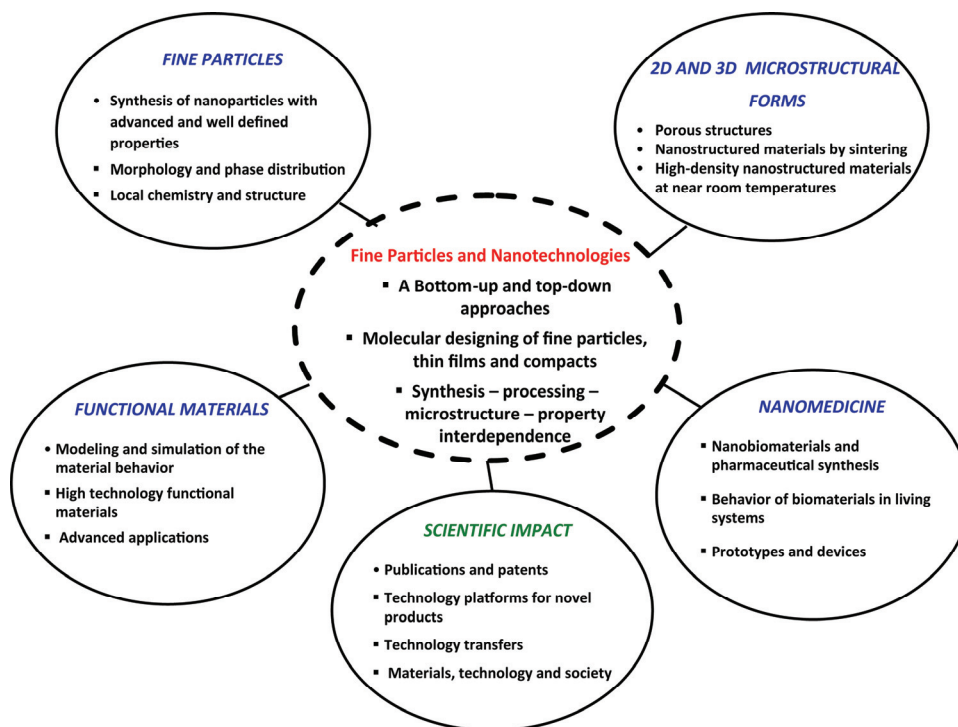 FINE PARTICLES
• Synthesis of nanoparticles with
advanced and well defined
properties
▪ Morphology and phase distribution
▪ Local chemistry and structure
2D AND 3D MICROSTRUCTURAL
FORMS
• Porous structures
• Nanostructured materials by sintering
• High-density nanostructured materials
at near room temperatures
Fine Particles and Nanotechnologies
▪ A Bottom-up and top-down
approaches
▪ Molecular designing of fine particles,
thin films and compacts
▪ Synthesis – processing –
microstructure – property
interdependence
FUNCTIONAL MATERIALS
• Modeling and simulation of the
material behavior
▪ High technology functional
materials
▪ Advanced applications
NANOMEDICINE
▪ Nanobiomaterials and
pharmaceutical synthesis
▪ Behavior of biomaterials in living
systems
▪ Prototypes and devices
SCIENTIFIC IMPACT
• Publications and patents
▪ Technology platforms for novel
products
▪ Technology transfers
▪ Materials, technology and society